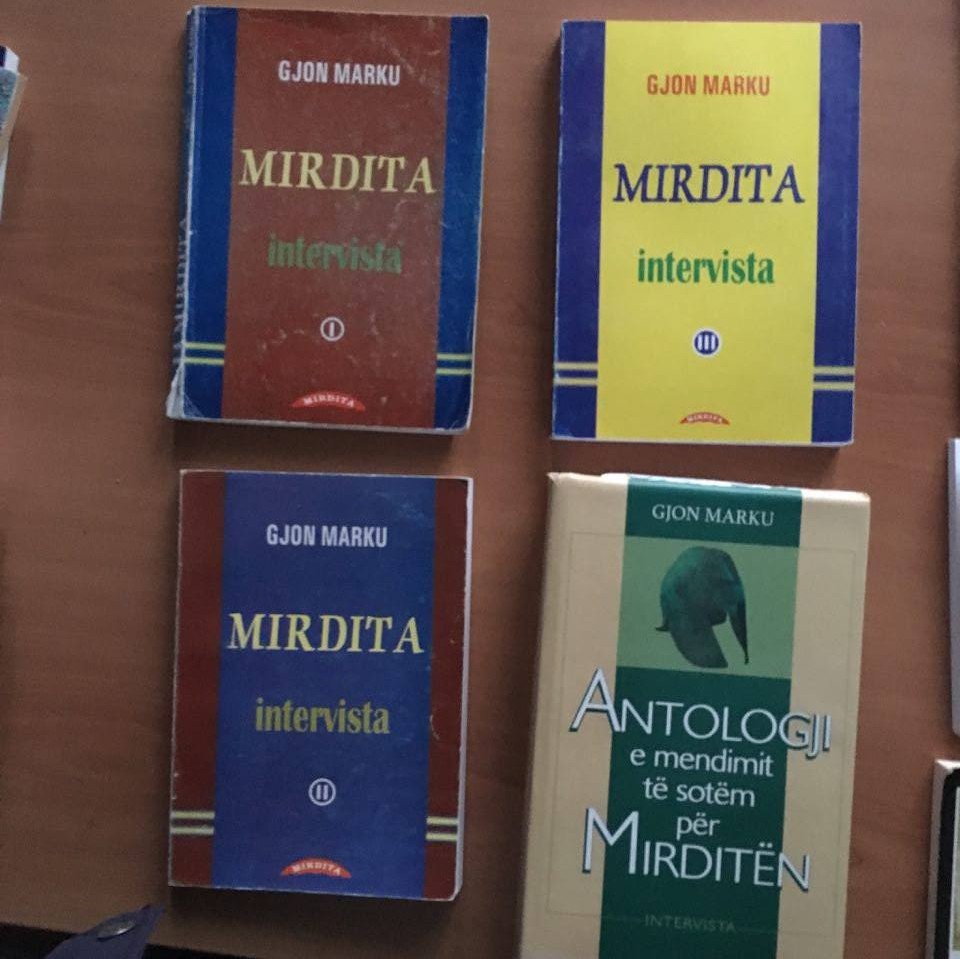 GJON MARKU
MIRDITA
intervista
I
MIRDITA
GJON MARKU
MIRDITA
intervista
III
MIRDITA
GJON MARKU
MIRDITA
intervista
II
MIRDITA
GJON MARKU
ANTOLOGJI
e mendimit
të sotëm
për
MIRDITËN
INTERVISTA